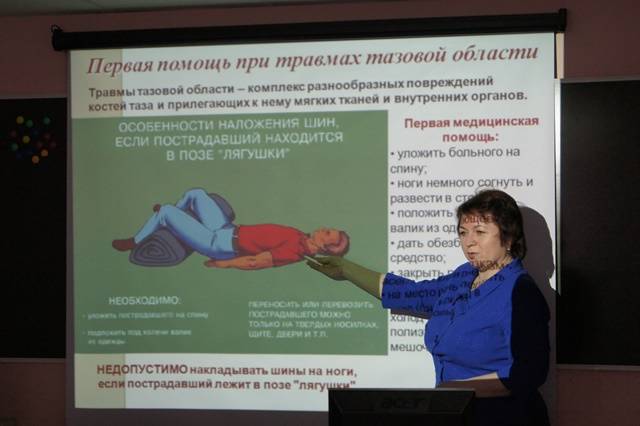 Первая помощь при травмах тазовой области
Травмы тазовой области – комплекс разнообразных повреждений
костей таза и прилегающих к нему мягких тканей и внутренних органов.
ОСОБЕННОСТИ НАЛОЖЕНИЯ ШИН,
ЕСЛИ ПОСТРАДАВШИЙ НАХОДИТСЯ
В ПОЗЕ "ЛЯГУШКИ"
НЕОБХОДИМО:
- уложить пострадавшего на спину
- подложить под колени валик
из одежды
ПЕРЕНОСИТЬ ИЛИ ПЕРЕВОЗИТЬ
ПОСТРАДАВШЕГО МОЖНО
ТОЛЬКО НА ТВЕРДЫХ НОСИЛКАХ,
ЩИТЕ, ДВЕРИ И Т.П.
Первая медицинская
помощь:
• уложить больного на
спину;
• ноги немного согнуть и
развести в
• положить
валик из
• дать
средство;
• закрыть
• на место
холод
НЕДОПУСТИМО накладывать шины на ноги,
если пострадавший лежит в позе "лягушки"
acer